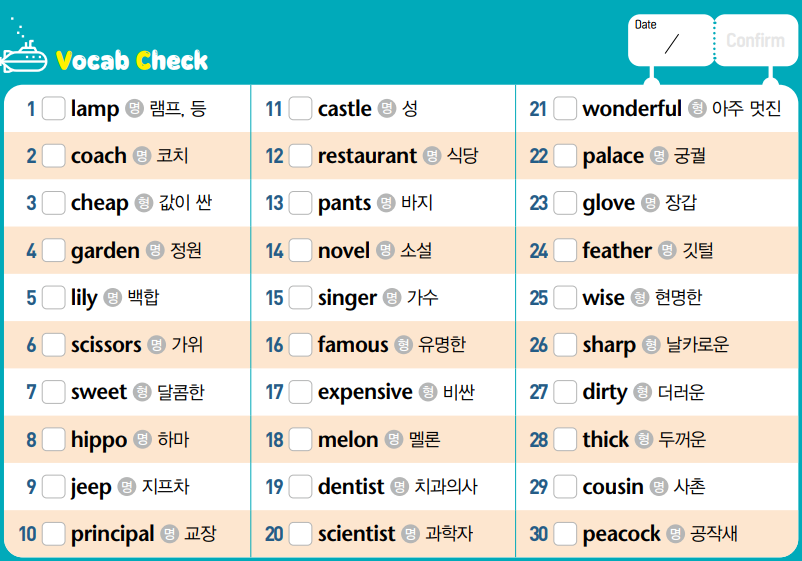 Vocab Check
Date
/
Confirm
1 lamp 명 램프, 등
2 coach 명 코치
3 cheap 형 값이 싼
4 garden 명 정원
5 lily 명 백합
6 scissors 명 가위
7 sweet 형 달콤한
8 hippo 명 하마
9 jeep 명 지프차
10 principal 명 교장
11 castle 명 성
12 restaurant 명 식당
13 pants 명 바지
14 novel 명 소설
15 singer 명 가수
16 famous 형 유명한
17 expensive 형 비싼
18 melon 명 멜론
19 dentist 명 치과의사
20 scientist 명 과학자
21 wonderful 형 아주 멋진
22 palace 명 궁궐
23 glove 명 장갑
24 feather 명 깃털
25 wise 형 현명한
26 sharp 형 날카로운
27 dirty 형 더러운
28 thick 형 두꺼운
29 cousin 명 사촌
30 peacock 명 공작새